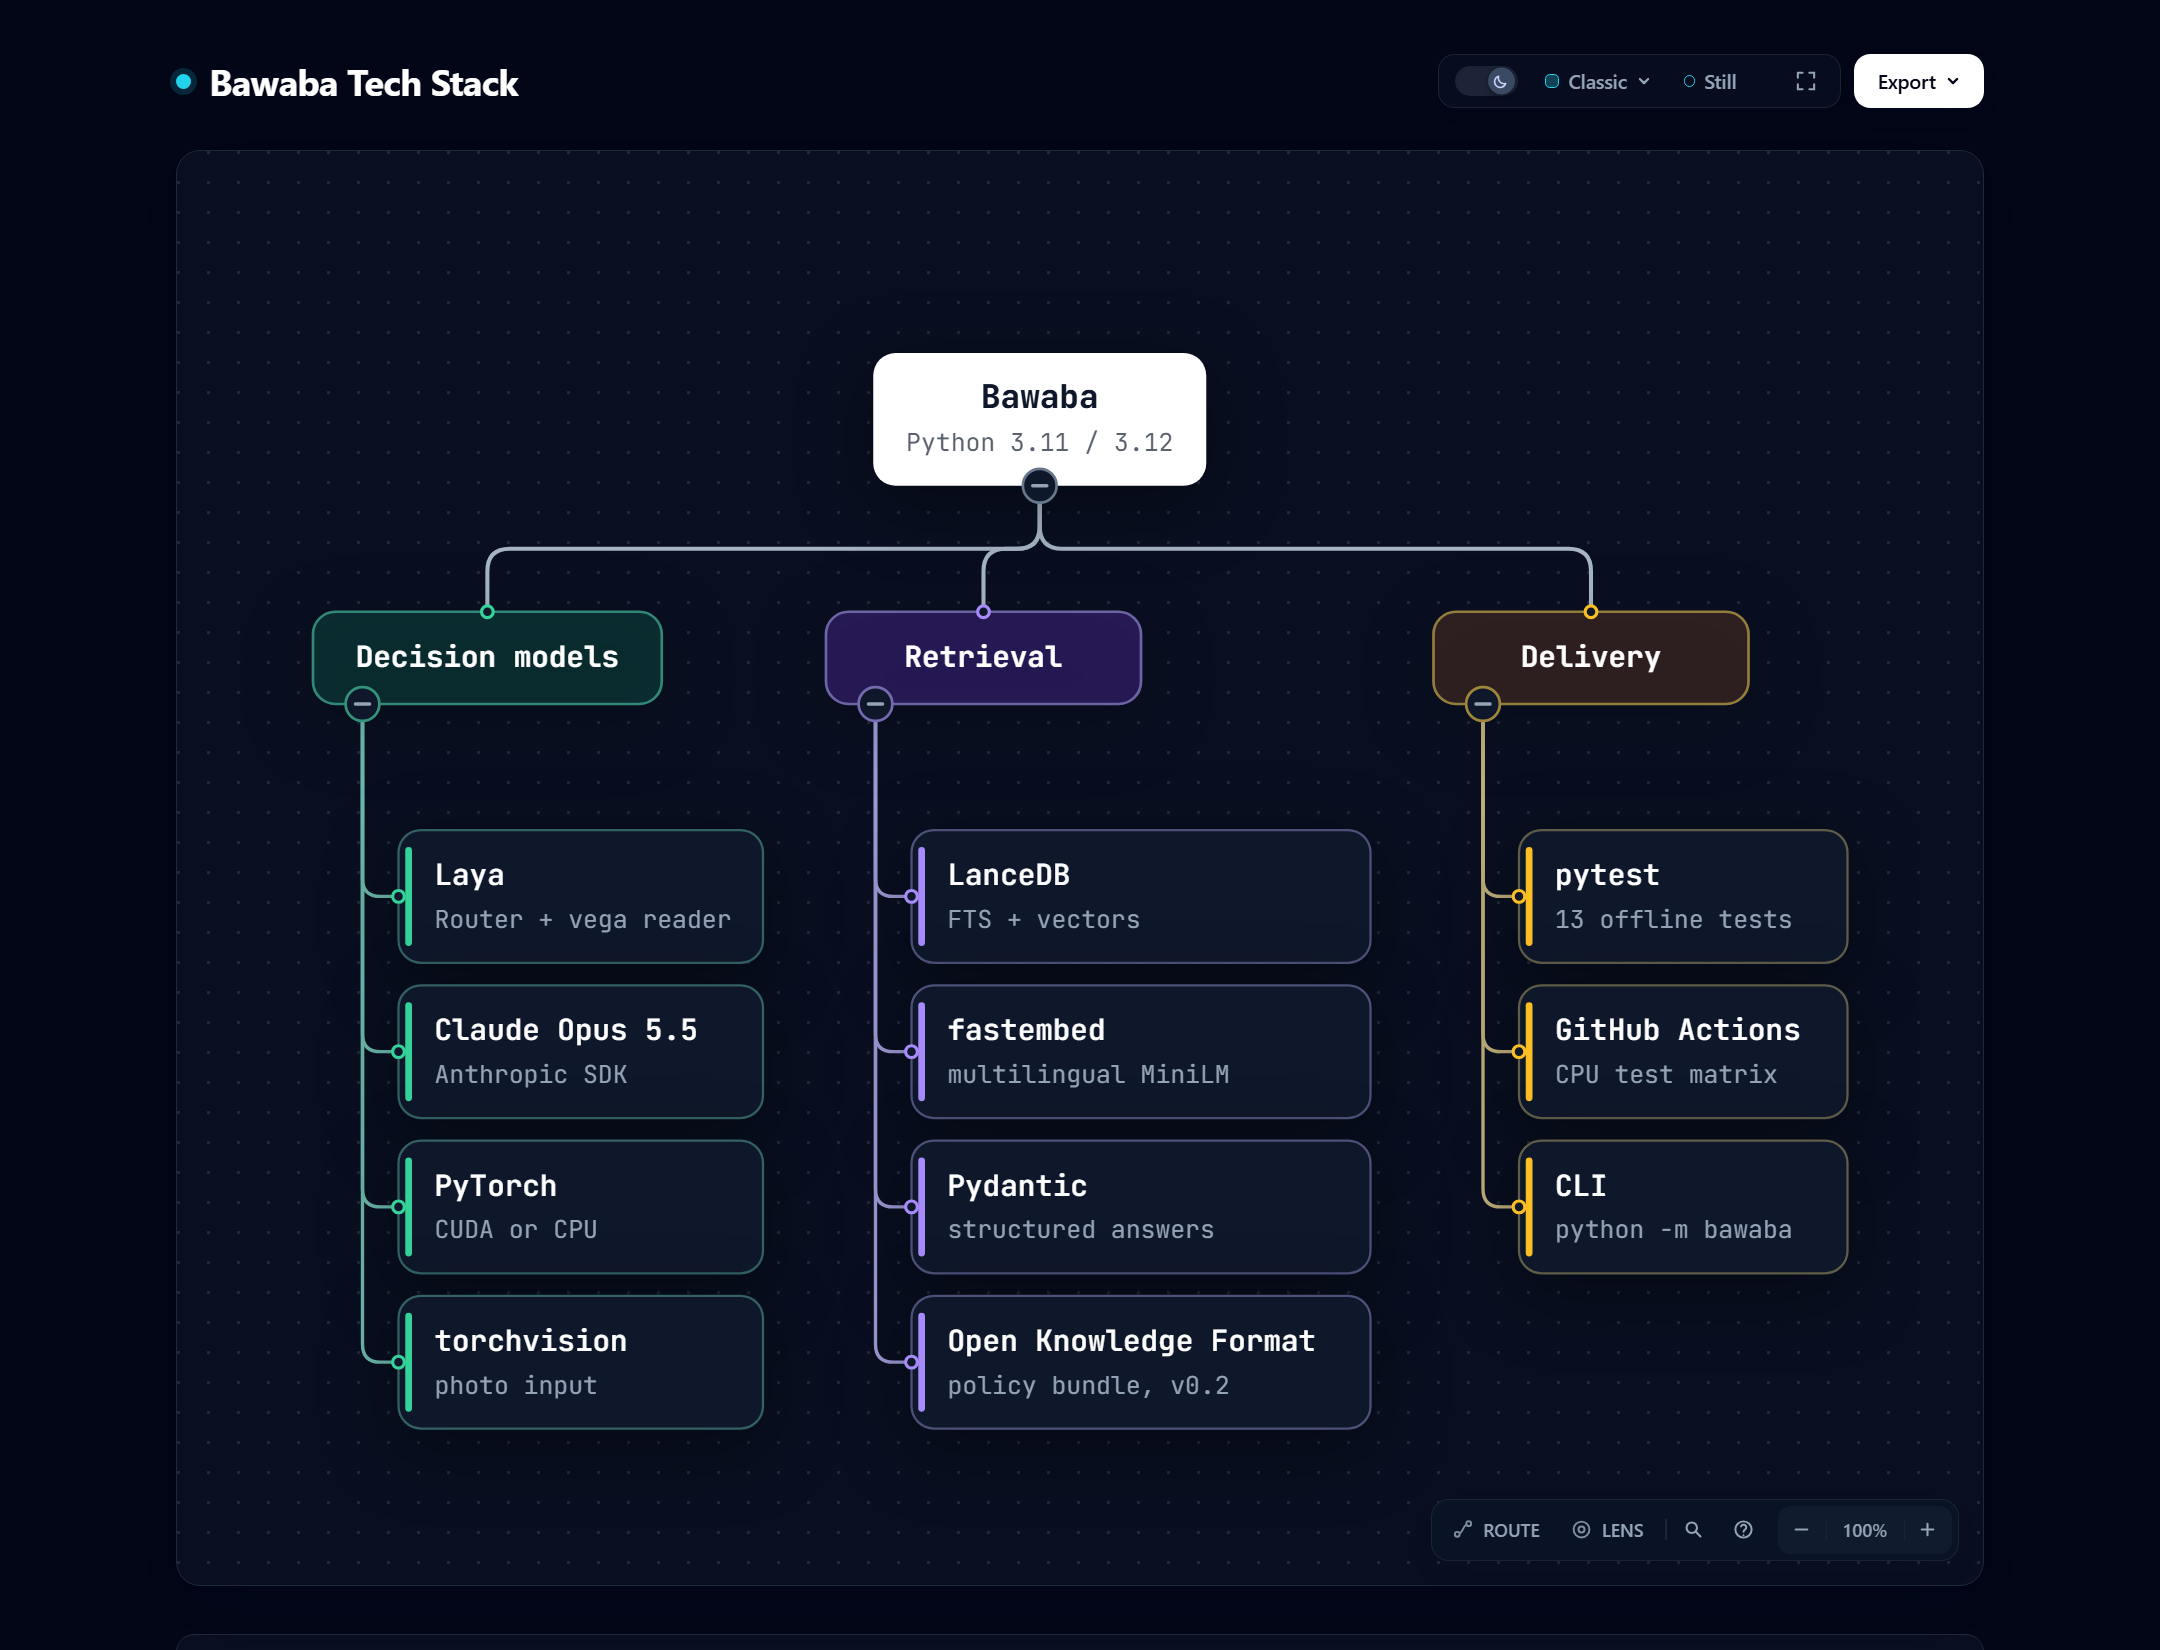 Bawaba Tech Stack
Classic
Still
Export
Bawaba
Python 3.11 / 3.12
Decision models
Retrieval
Delivery
Laya
Router + vega reader
Claude Opus 5.5
Anthropic SDK
PyTorch
CUDA or CPU
torchvision
photo input
LanceDB
FTS + vectors
fastembed
multilingual MiniLM
Pydantic
structured answers
Open Knowledge Format
policy bundle, v0.2
pytest
13 offline tests
GitHub Actions
CPU test matrix
CLI
python -m bawaba
ROUTE
LENS
100%